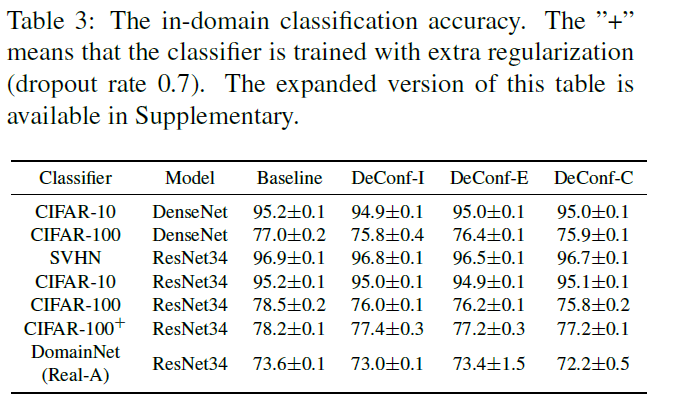 Table 3: The in-domain classification accuracy. The ”+”
means that the classifier is trained with extra regularization
(dropout rate 0.7). The expanded version of this table is
available in Supplementary.
Classifier Model Baseline DeConf-I DeConf-E DeConf-C
CIFAR-10 DenseNet 95.2±0.1 94.9±0.1 95.0±0.1 95.0±0.1
CIFAR-100 DenseNet 77.0±0.2 75.8±0.4 76.4±0.1 75.9±0.1
SVHN ResNet34 96.9±0.1 96.8±0.1 96.5±0.1 96.7±0.1
CIFAR-10 ResNet34 95.2±0.1 95.0±0.1 94.9±0.1 95.1±0.1
CIFAR-100 ResNet34 78.5±0.2 76.0±0.1 76.2±0.1 75.8±0.2
CIFAR-100+ ResNet34 78.2±0.1 77.4±0.3 77.2±0.3 77.2±0.1
DomainNet
(Real-A) ResNet34 73.6±0.1 73.0±0.1 73.4±1.5 72.2±0.5